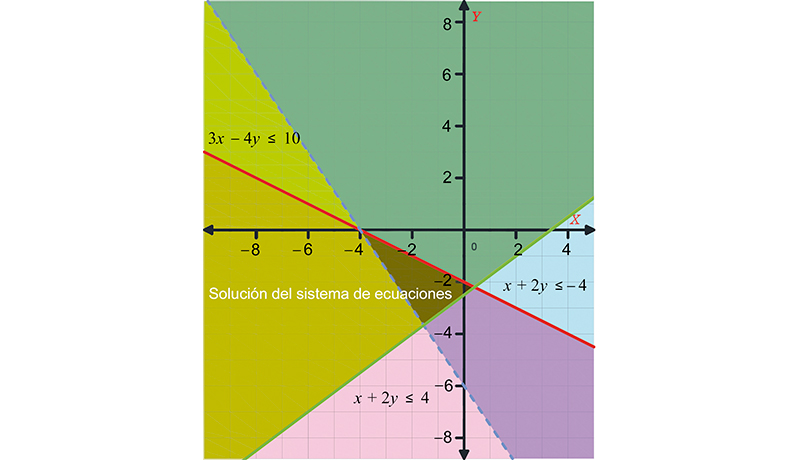 Y
8
6
4
3x − 4y ≤ 10
2
X
−8
−6
−4
−2
0
2
4
−2
x + 2y ≤ −4
Solución del sistema de ecuaciones
−4
−6
x + 2y ≤ 4
−8